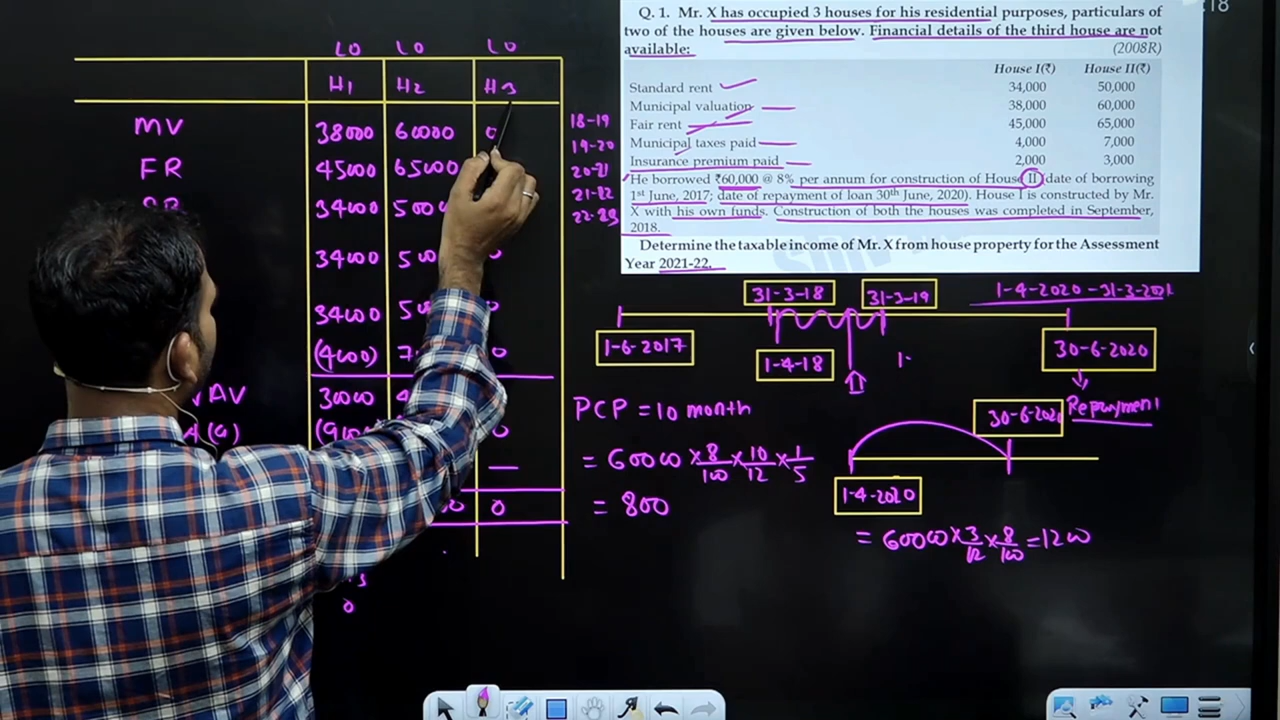 :18
Q. 1. Mr. X has occupied 3 houses for his residential purposes, particulars of
two of the houses are given below. Financial details of the third house are not
available: (2008R)
House I(₹) House II(₹)
Standard rent 34,000 50,000
Municipal valuation 38,000 60,000
Fair rent 45,000 65,000
Municipal taxes paid 4,000 7,000
Insurance premium paid 2,000 3,000
He borrowed ₹60,000 @ 8% per annum for construction of House II (date of borrowing
1st June, 2017; date of repayment of loan 30th June, 2020). House I is constructed by Mr.
X with his own funds. Construction of both the houses was completed in September,
2018.
Determine the taxable income of Mr. X from house property for the Assessment
Year 2021-22.
LO LO LO
H1 H2 H3
MV 38000 60000 0
FR 45000 65000
34000
34000 0
34000 0
(4000) 0
30000
0
0
18-19
19-20
20-21
21-22
22-23
31-3-18 31-3-19 1-4-2020 - 31-3-2021
1-6-2017 1-4-18 1- 30-6-2020
Repayment
PCP = 10 month
= 60000 × 8/100 × 10/12 × 1/5
= 800
30-6-2020
1-4-2020
= 60000 × 3/12 × 8/100 = 1200
0